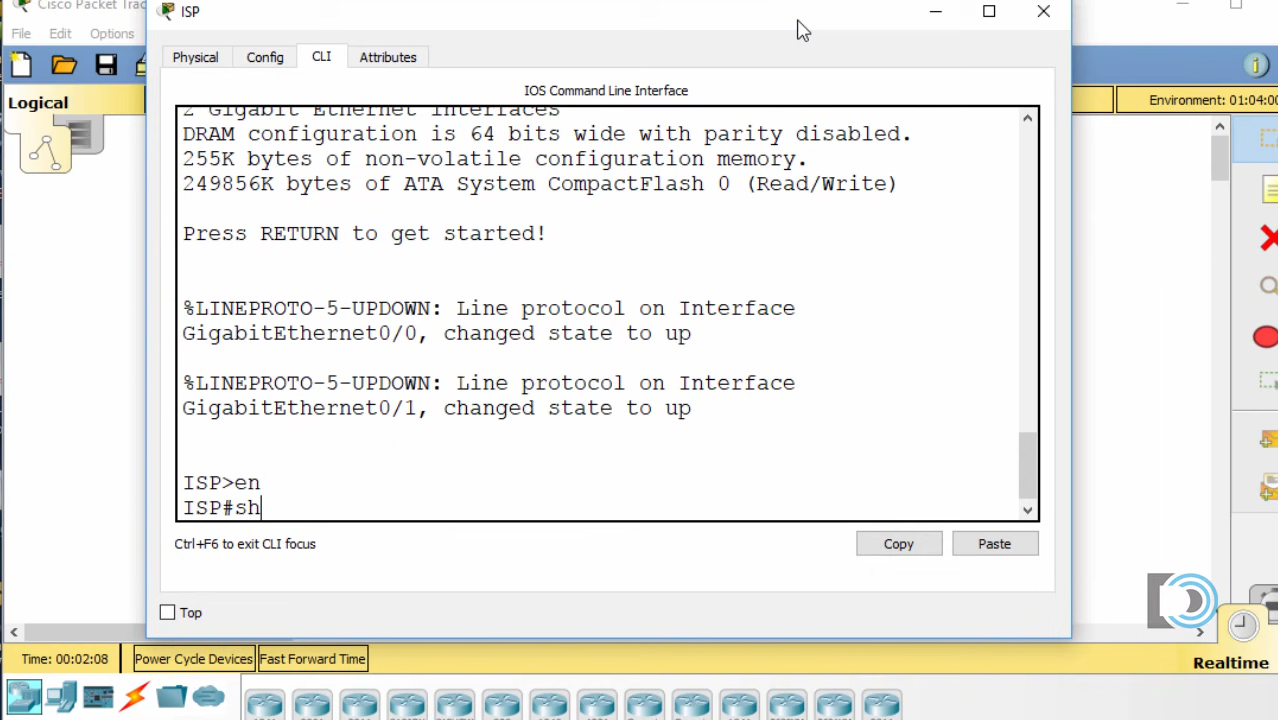 Cisco Packet Trac
ISP
File Edit Options
Physical Config CLI Attributes
Logical
Environment: 01:04:00
IOS Command Line Interface
2 Gigabit Ethernet interfaces
DRAM configuration is 64 bits wide with parity disabled.
255K bytes of non-volatile configuration memory.
249856K bytes of ATA System CompactFlash 0 (Read/Write)
Press RETURN to get started!
%LINEPROTO-5-UPDOWN: Line protocol on Interface
GigabitEthernet0/0, changed state to up
%LINEPROTO-5-UPDOWN: Line protocol on Interface
GigabitEthernet0/1, changed state to up
ISP>en
ISP#sh
Ctrl+F6 to exit CLI focus
Copy Paste
Top
Time: 00:02:08 Power Cycle Devices Fast Forward Time
Realtime